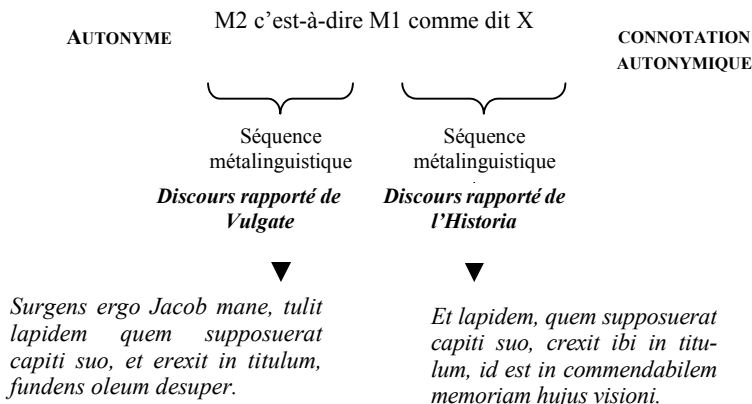 M2 c’est-à-dire M1 comme dit X
AUTONYME
CONNOTATION
AUTONYMIQUE
Séquence
métalinguistique
Discours rapporté de
Vulgate
Séquence
métalinguistique
Discours rapporté de
l’Historia
Surgens ergo Jacob mane, tulit
lapidem quem supposuerat
capiti suo, et erexit in titulum,
fundens oleum desuper.
Et lapidem, quem supposuerat
capiti suo, crexit ibi in titu-
lum, id est in commendabilem
memoriam hujus visioni.